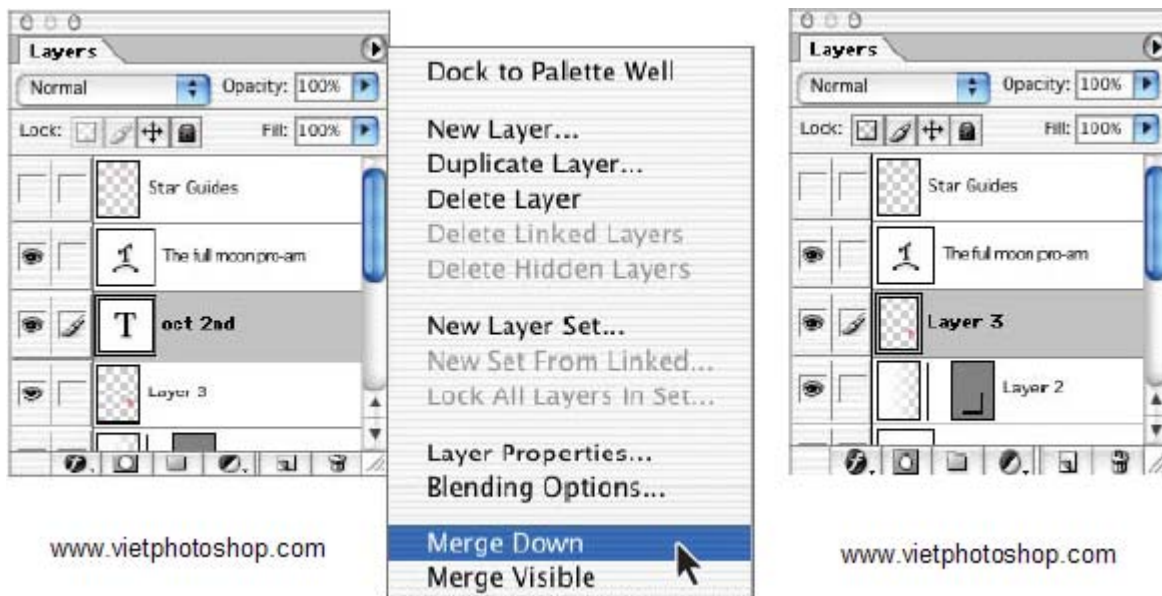 Layers
Normal
Opacity: 100%
Lock:
Fill: 100%
Star Guides
The full moon pro-am
T
oct 2nd
Layer 3
www.vietphotoshop.com
Dock to Palette Well
New Layer...
Duplicate Layer...
Delete Layer
Delete Linked Layers
Delete Hidden Layers
New Layer Set...
New Set From Linked...
Lock All Layers In Set...
Layer Properties...
Blending Options...
Merge Down
Merge Visible
Layers
Normal
Opacity: 100%
Lock:
Fill: 100%
Star Guides
The full moon pro-am
Layer 3
Layer 2
www.vietphotoshop.com